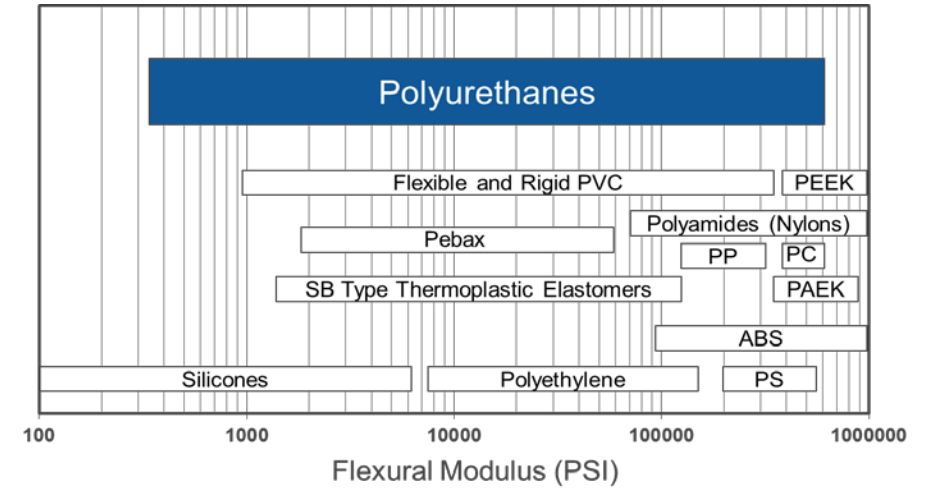 Polyurethanes
Flexible and Rigid PVC
PEEK
Polyamides (Nylons)
Pebax
PP
PC
SB Type Thermoplastic Elastomers
PAEK
ABS
Silicones
Polyethylene
PS
100
1000
10000
100000
1000000
Flexural Modulus (PSI)